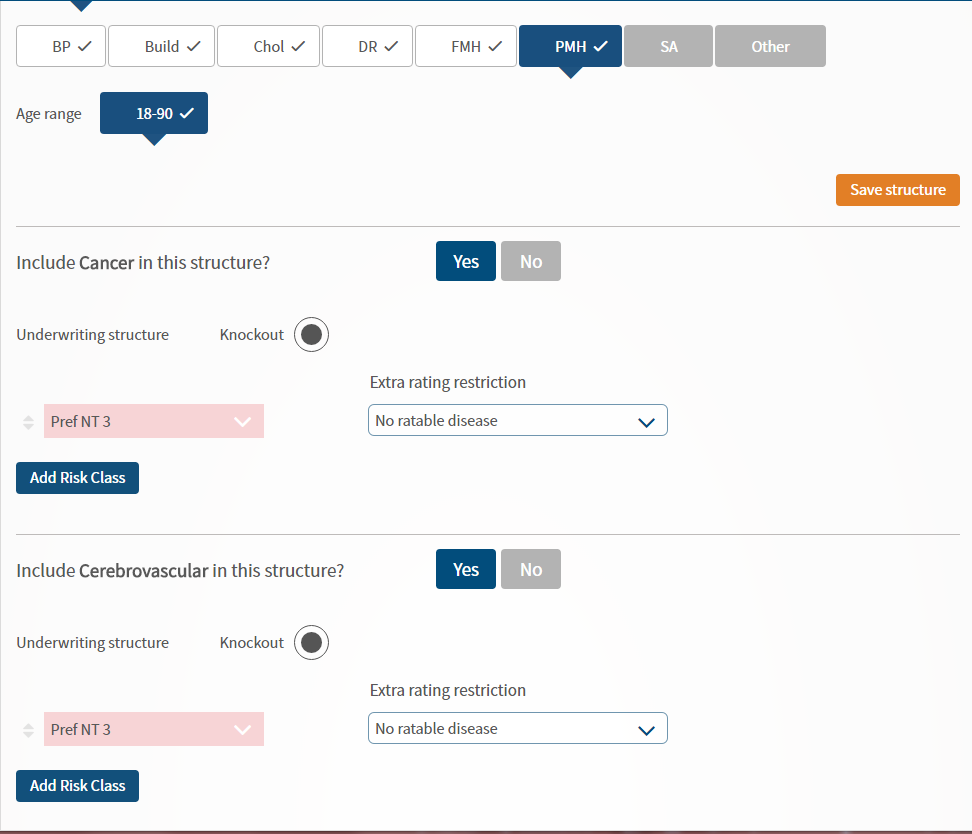 BP Build Chol DR FMH PMH SA Other
Age range 18-90
Save structure
Include Cancer in this structure? Yes No
Underwriting structure Knockout
Extra rating restriction
Pref NT 3 No ratable disease
Add Risk Class
Include Cerebrovascular in this structure? Yes No
Underwriting structure Knockout
Extra rating restriction
Pref NT 3 No ratable disease
Add Risk Class